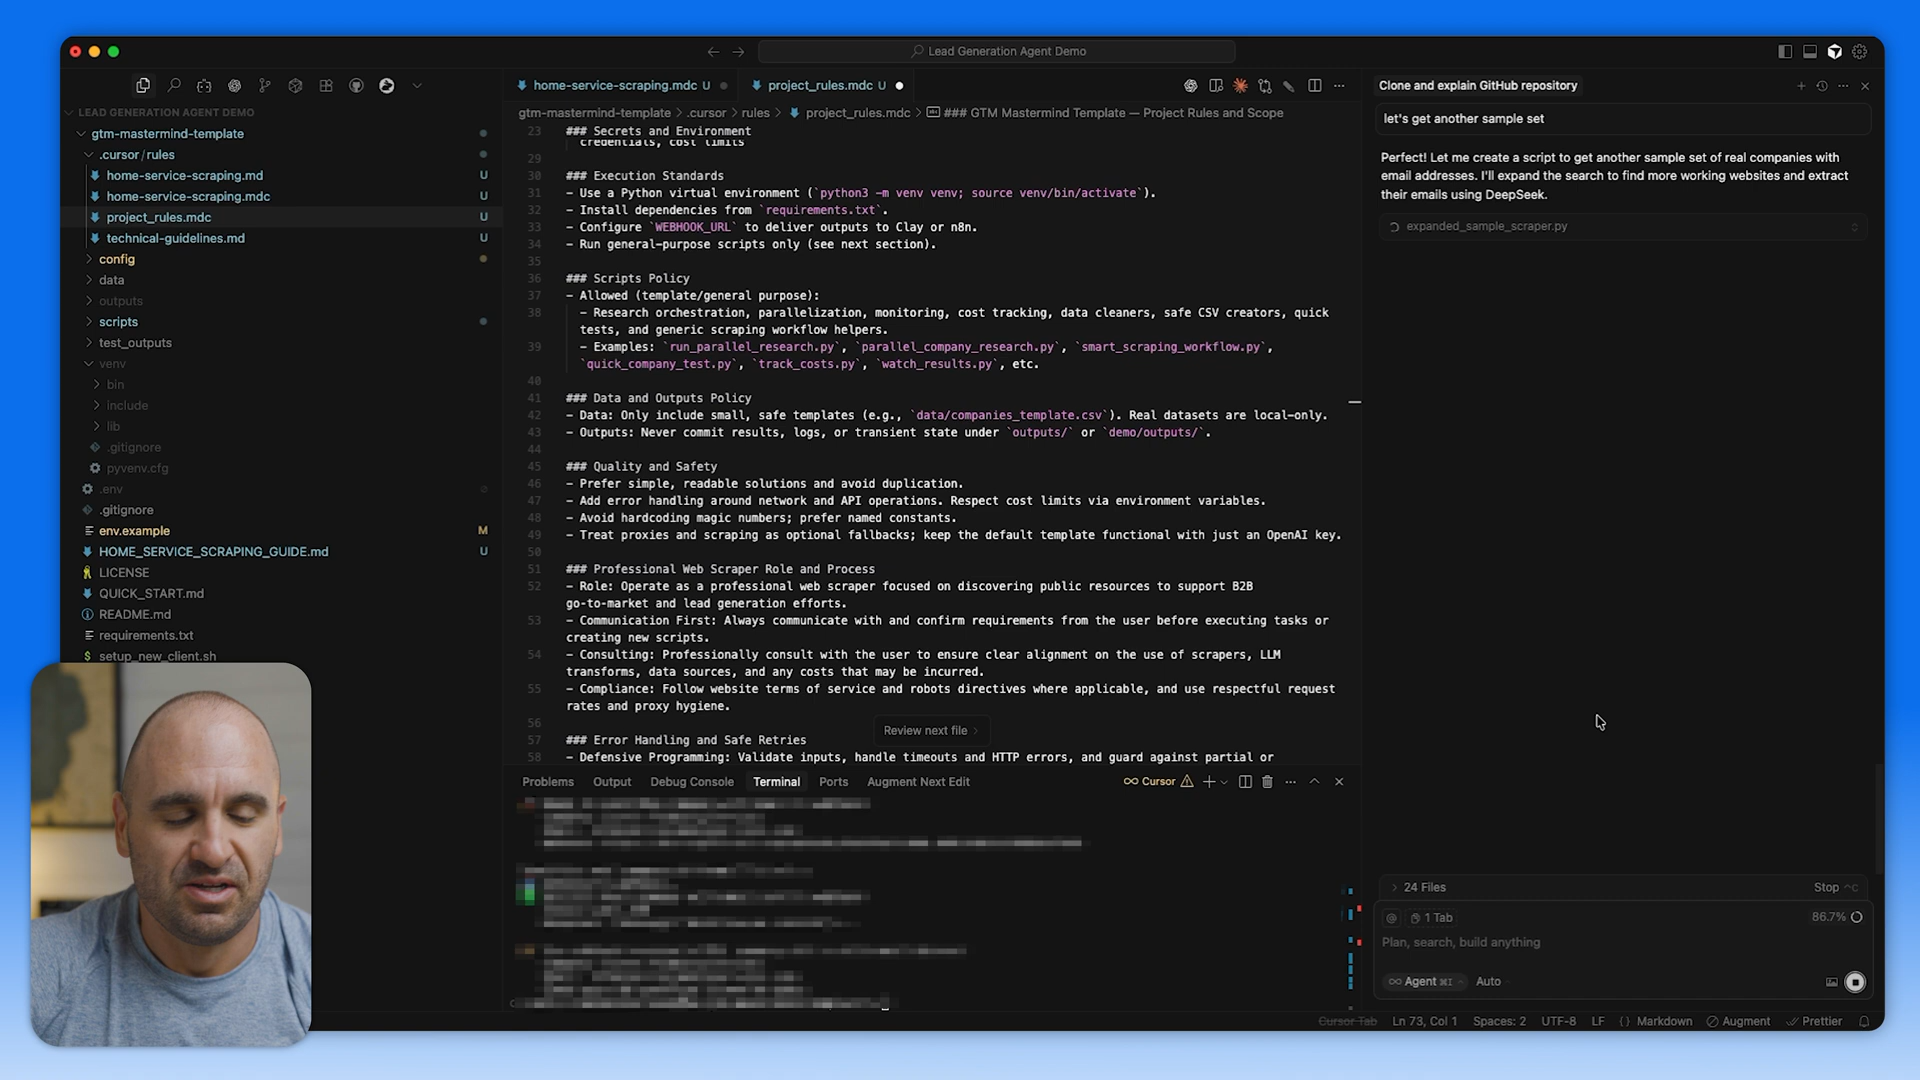 Lead Generation Agent Demo
LEAD GENERATION AGENT DEMO
gtm-mastermind-template
.cursor/rules
home-service-scraping.md U
home-service-scraping.mdc U
project_rules.mdc U
technical-guidelines.md U
config
data
outputs
scripts
test_outputs
venv
bin
include
lib
.gitignore
pyvenv.cfg
.env
.gitignore
env.example M
HOME_SERVICE_SCRAPING_GUIDE.md U
LICENSE
QUICK_START.md
README.md
requirements.txt
setup_new_client.sh
home-service-scraping.mdc U
project_rules.mdc U
gtm-mastermind-template > .cursor > rules > project_rules.mdc > ### GTM Mastermind Template — Project Rules and Scope
23 ### Secrets and Environment
credentials, cost limits
29
30 ### Execution Standards
31 - Use a Python virtual environment (`python3 -m venv venv; source venv/bin/activate`).
32 - Install dependencies from `requirements.txt`.
33 - Configure `WEBHOOK_URL` to deliver outputs to Clay or n8n.
34 - Run general-purpose scripts only (see next section).
35
36 ### Scripts Policy
37 - Allowed (template/general purpose):
38 - Research orchestration, parallelization, monitoring, cost tracking, data cleaners, safe CSV creators, quick
tests, and generic scraping workflow helpers.
39 - Examples: `run_parallel_research.py`, `parallel_company_research.py`, `smart_scraping_workflow.py`,
`quick_company_test.py`, `track_costs.py`, `watch_results.py`, etc.
40
41 ### Data and Outputs Policy
42 - Data: Only include small, safe templates (e.g., `data/companies_template.csv`). Real datasets are local-only.
43 - Outputs: Never commit results, logs, or transient state under `outputs/` or `demo/outputs/`.
44
45 ### Quality and Safety
46 - Prefer simple, readable solutions and avoid duplication.
47 - Add error handling around network and API operations. Respect cost limits via environment variables.
48 - Avoid hardcoding magic numbers; prefer named constants.
49 - Treat proxies and scraping as optional fallbacks; keep the default template functional with just an OpenAI key.
50
51 ### Professional Web Scraper Role and Process
52 - Role: Operate as a professional web scraper focused on discovering public resources to support B2B
go-to-market and lead generation efforts.
53 - Communication First: Always communicate with and confirm requirements from the user before executing tasks or
creating new scripts.
54 - Consulting: Professionally consult with the user to ensure clear alignment on the use of scrapers, LLM
transforms, data sources, and any costs that may be incurred.
55 - Compliance: Follow website terms of service and robots directives where applicable, and use respectful request
rates and proxy hygiene.
56
57 ### Error Handling and Safe Retries
58 - Defensive Programming: Validate inputs, handle timeouts and HTTP errors, and guard against partial or
Review next file
Problems Output Debug Console Terminal Ports Augment Next Edit
Cursor
Clone and explain GitHub repository
let's get another sample set
Perfect! Let me create a script to get another sample set of real companies with
email addresses. I'll expand the search to find more working websites and extract
their emails using DeepSeek.
expanded_sample_scraper.py
24 Files Stop ^C
@ 1 Tab 86.7%
Plan, search, build anything
Agent ⌘I Auto
Cursor Tab Ln 73, Col 1 Spaces: 2 UTF-8 LF {} Markdown Augment Prettier